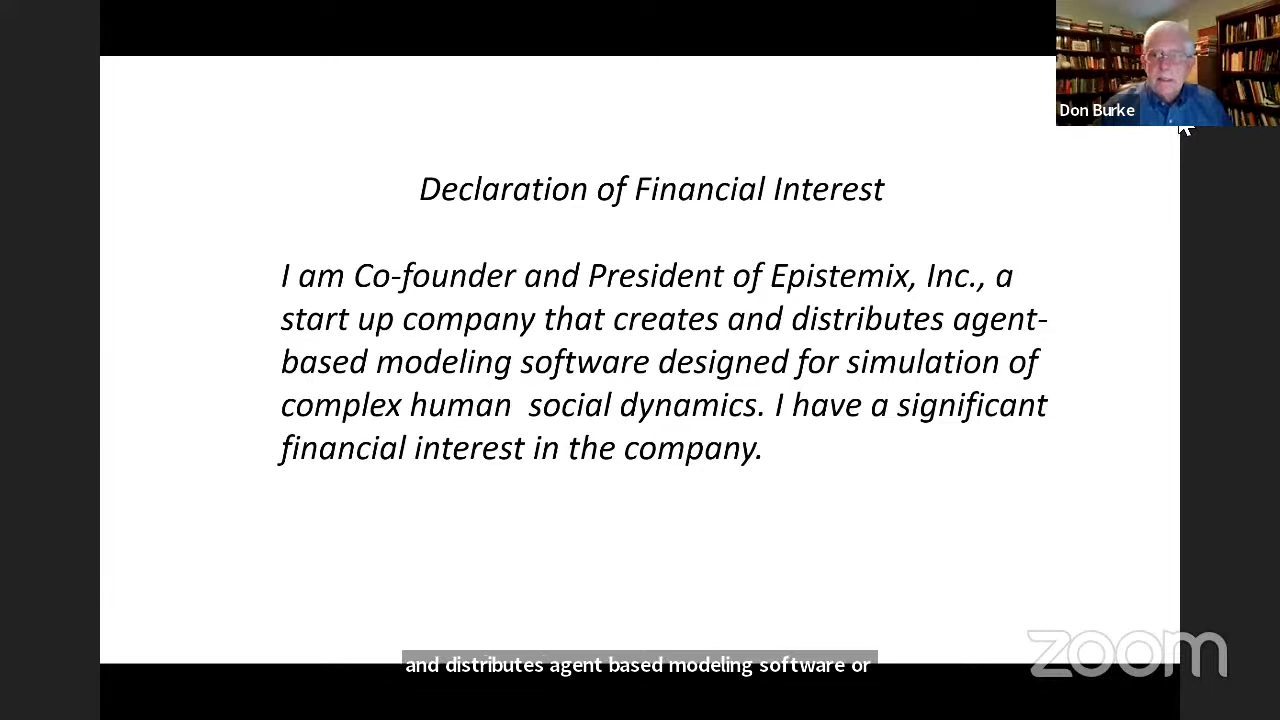 Don Burke
Declaration of Financial Interest
I am Co-founder and President of Epistemix, Inc., a
start up company that creates and distributes agent-
based modeling software designed for simulation of
complex human  social dynamics. I have a significant
financial interest in the company.
zoom
and distributes agent based modeling software or